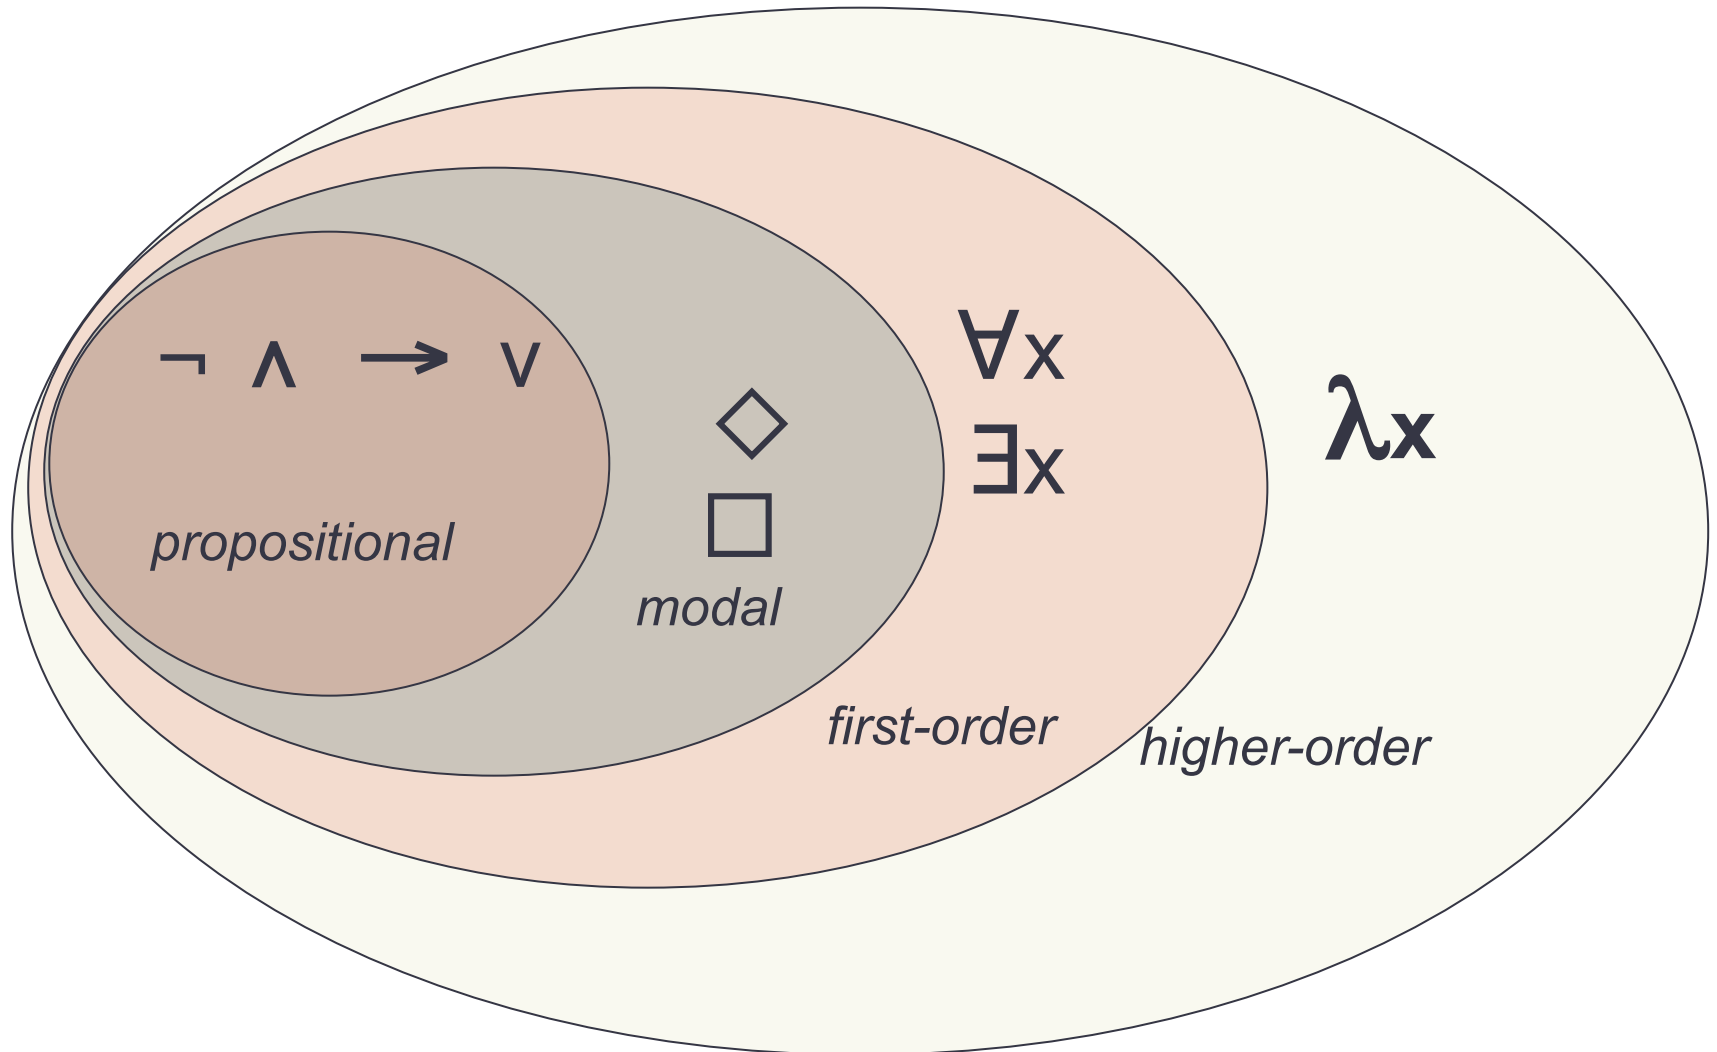 ¬ ∧ → ∨
propositional
◇
□
modal
∀x
∃x
first-order
λx
higher-order